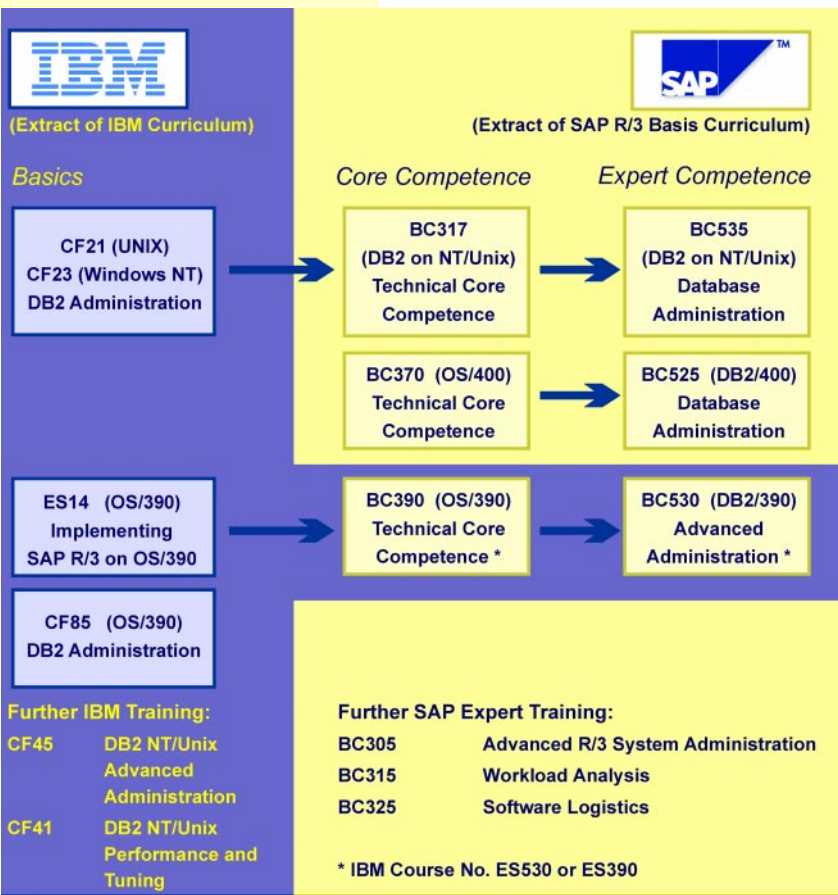 IBM
SAP
TM
(Extract of IBM Curriculum)
(Extract of SAP R/3 Basis Curriculum)
Basics
Core Competence
Expert Competence
CF21 (UNIX)
CF23 (Windows NT)
DB2 Administration
BC317
(DB2 on NT/Unix)
Technical Core
Competence
BC535
(DB2 on NT/Unix)
Database
Administration
BC370 (OS/400)
Technical Core
Competence
BC525 (DB2/400)
Database
Administration
ES14 (OS/390)
Implementing
SAP R/3 on OS/390
BC390 (OS/390)
Technical Core
Competence *
BC530 (DB2/390)
Advanced
Administration *
CF85 (OS/390)
DB2 Administration
Further IBM Training:
CF45 DB2 NT/Unix
Advanced
Administration
CF41 DB2 NT/Unix
Performance and
Tuning
Further SAP Expert Training:
BC305 Advanced R/3 System Administration
BC315 Workload Analysis
BC325 Software Logistics
* IBM Course No. ES530 or ES390